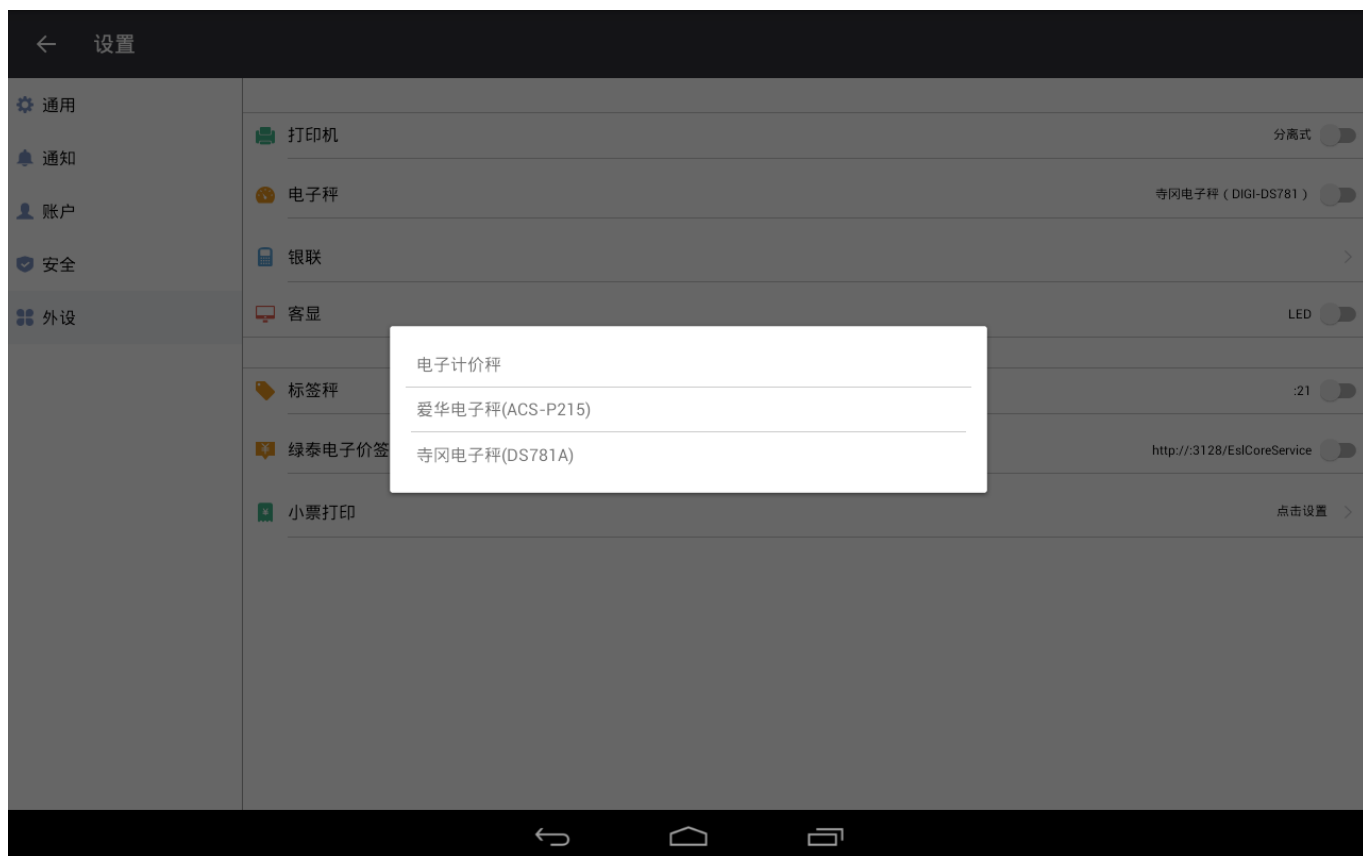 设置
通用
通知
账户
安全
外设
打印机 分离式
电子秤 寺冈电子秤（DIGI-DS781）
银联
客显 LED
标签秤 :21
绿泰电子价签 http://:3128/EslCoreService
小票打印 点击设置
电子计价秤
爱华电子秤(ACS-P215)
寺冈电子秤(DS781A)